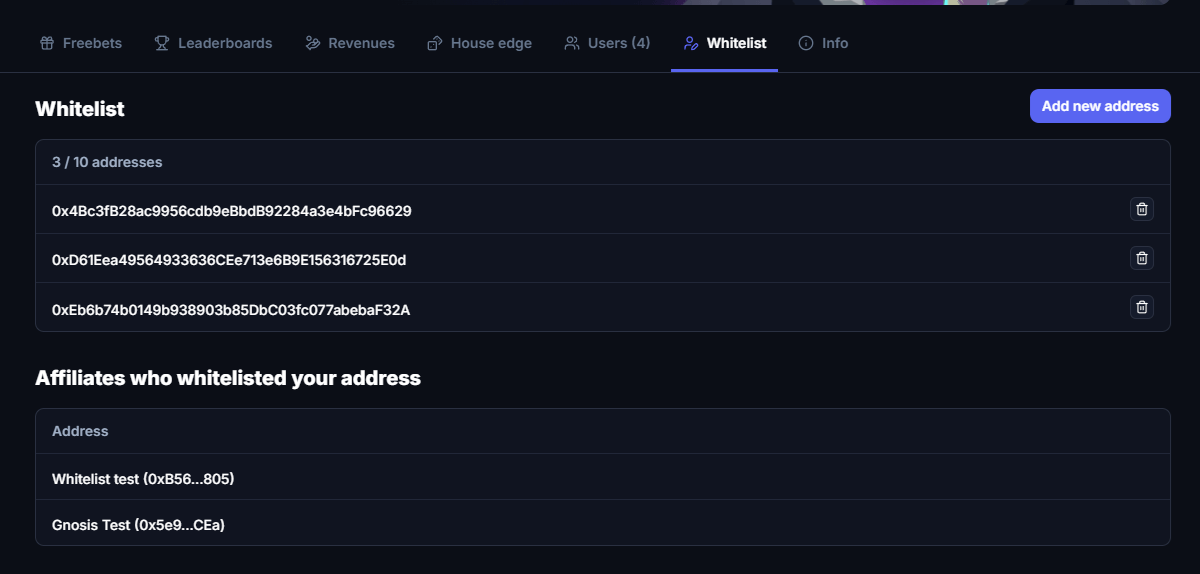 Freebets Leaderboards Revenues House edge Users (4) Whitelist Info
Whitelist Add new address
3 / 10 addresses
0x4Bc3fB28ac9956cdb9eBbdB92284a3e4bFc96629
0xD61Eea49564933636CEe713e6B9E156316725E0d
0xEb6b74b0149b938903b85DbC03fc077abebaF32A
Affiliates who whitelisted your address
Address
Whitelist test (0xB56...805)
Gnosis Test (0x5e9...CEa)